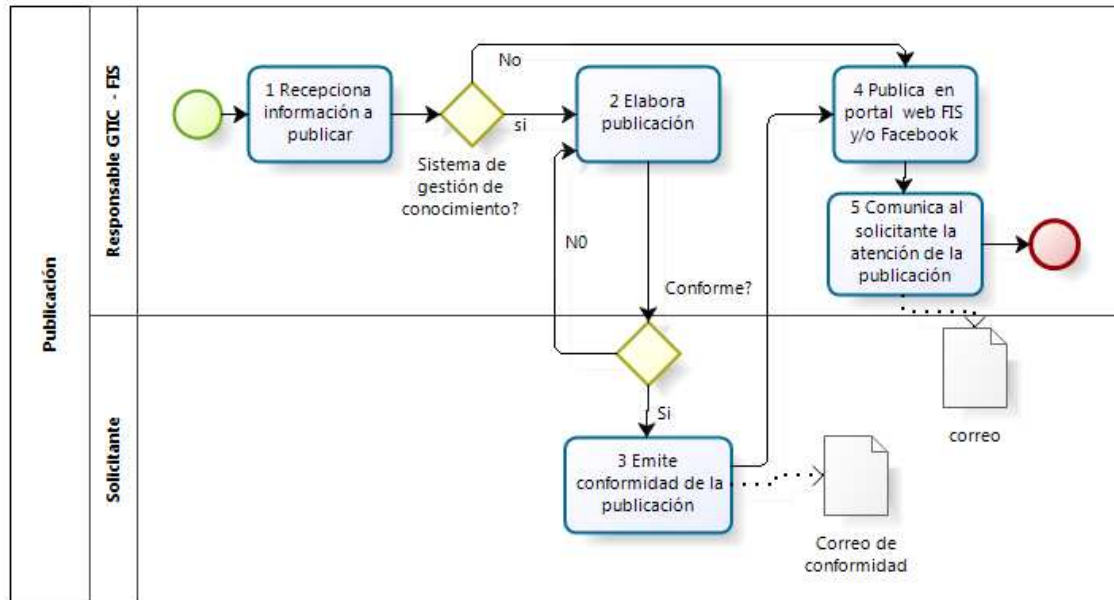 Publicación
Responsable GTIC - FIS
Solicitante
1 Recepciona
información a
publicar
Sistema de
gestión de
conocimiento?
No
si
2 Elabora
publicación
N0
Conforme?
Si
3 Emite
conformidad de la
publicación
Correo de
conformidad
4 Publica en
portal web FIS
y/o Facebook
5 Comunica al
solicitante la
atención de la
publicación
correo